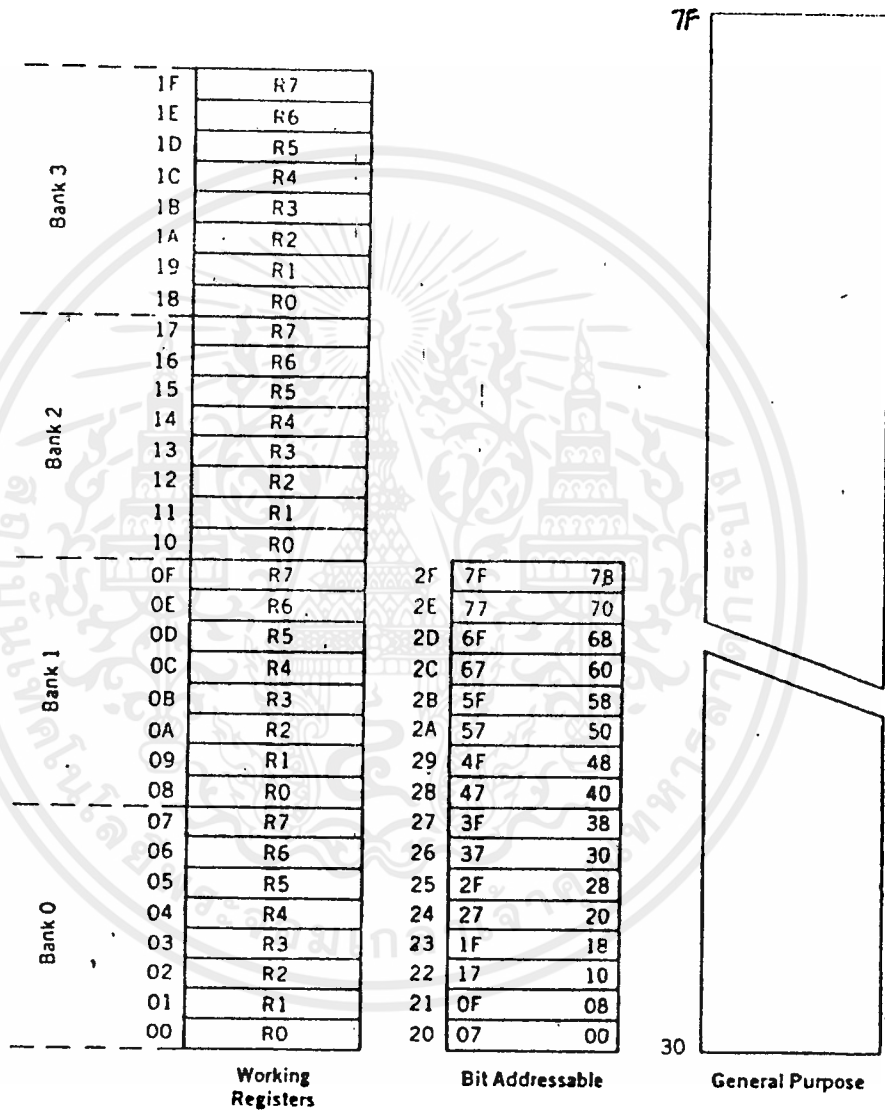 7F
Bank 3
1F R7
1E R6
1D R5
1C R4
1B R3
1A R2
19 R1
18 R0
Bank 2
17 R7
16 R6
15 R5
14 R4
13 R3
12 R2
11 R1
10 R0
Bank 1
0F R7 2F 7F 78
0E R6 2E 77 70
0D R5 2D 6F 68
0C R4 2C 67 60
0B R3 2B 5F 58
0A R2 2A 57 50
09 R1 29 4F 48
08 R0 28 47 40
Bank 0
07 R7 27 3F 38
06 R6 26 37 30
05 R5 25 2F 28
04 R4 24 27 20
03 R3 23 1F 18
02 R2 22 17 10
01 R1 21 0F 08
00 R0 20 07 00
30
Working
Registers
Bit Addressable
General Purpose